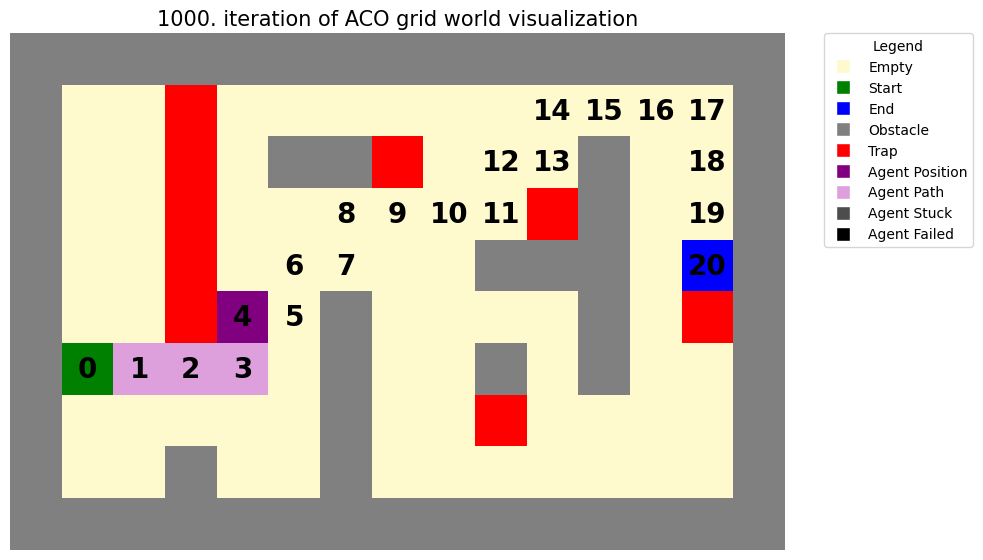 1000. iteration of ACO grid world visualization
Legend
Empty
Start
End
Obstacle
Trap
Agent Position
Agent Path
Agent Stuck
Agent Failed
14 15 16 17
12 13 18
8 9 10 11 19
6 7 20
4 5
0 1 2 3